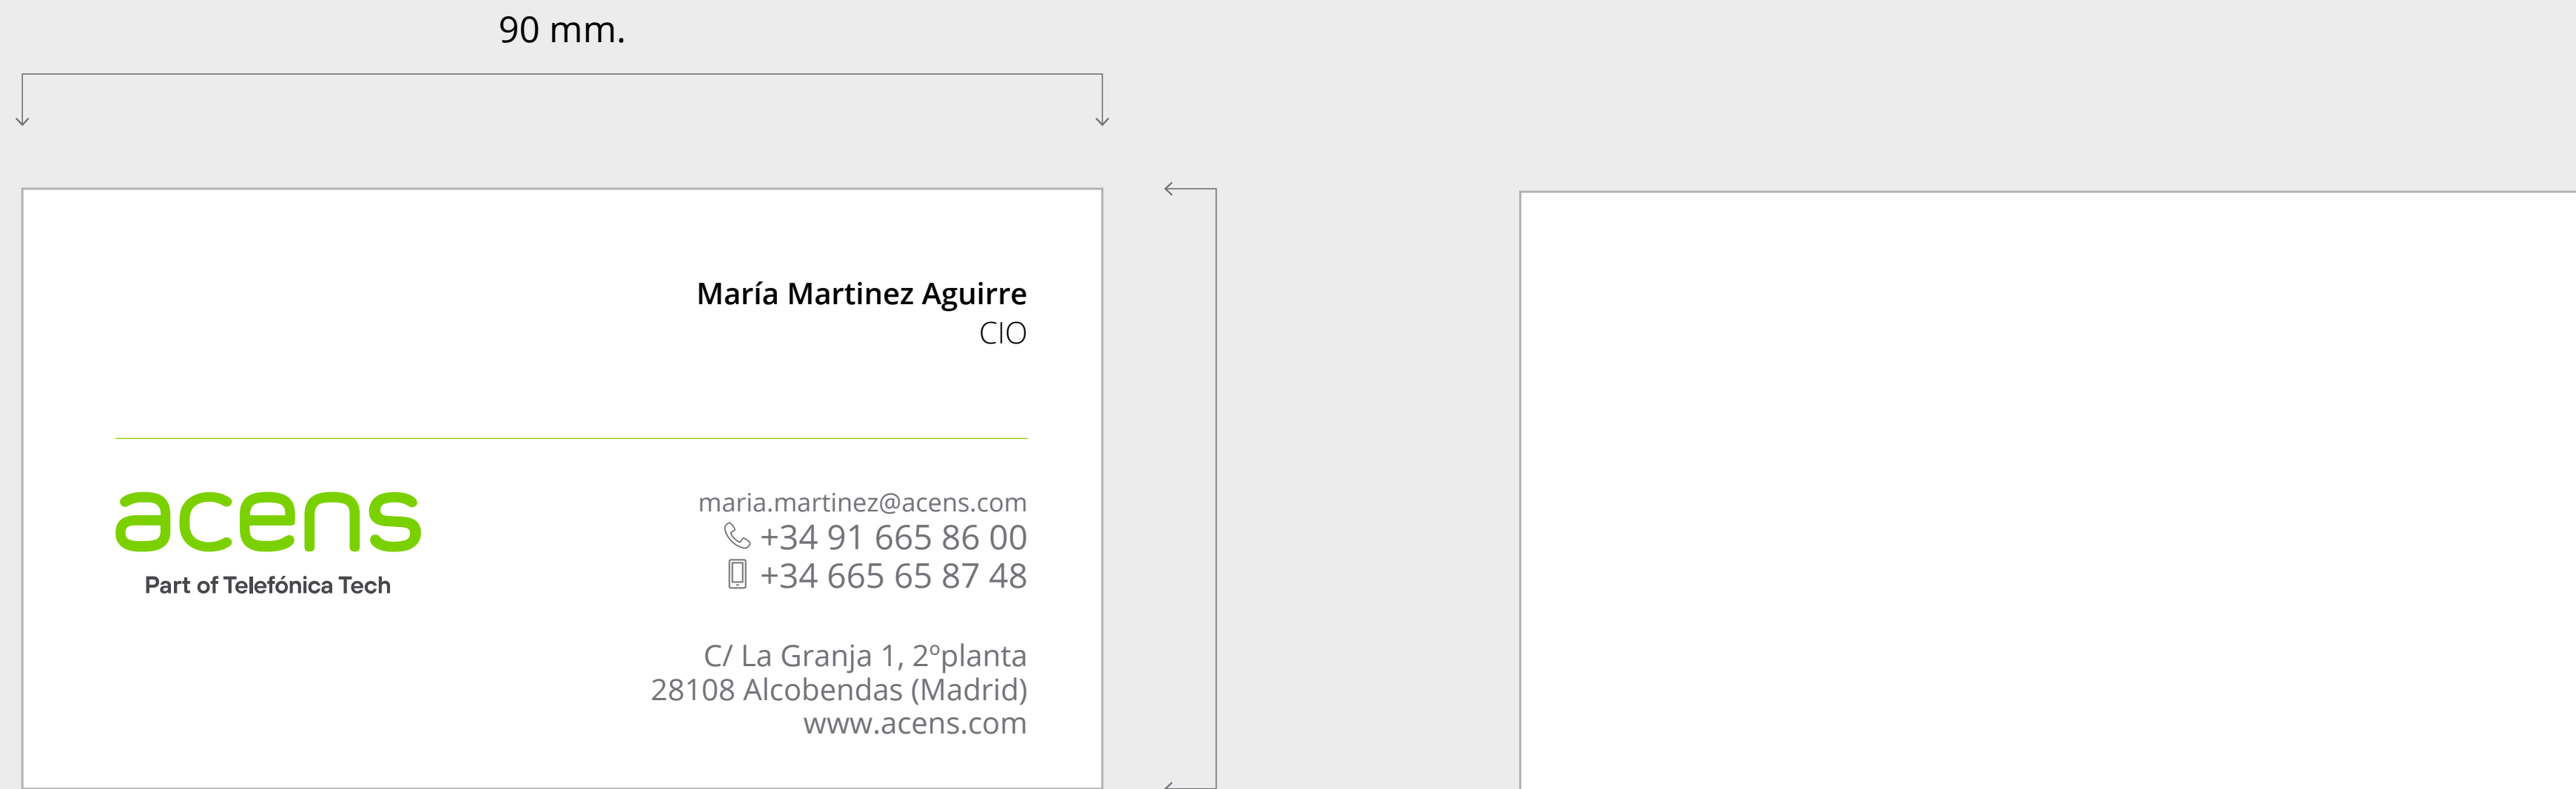 90 mm.
María Martinez Aguirre
CIO
acens
Part of Telefónica Tech
maria.martinez@acens.com
+34 91 665 86 00
+34 665 65 87 48
C/ La Granja 1, 2ºplanta
28108 Alcobendas (Madrid)
www.acens.com